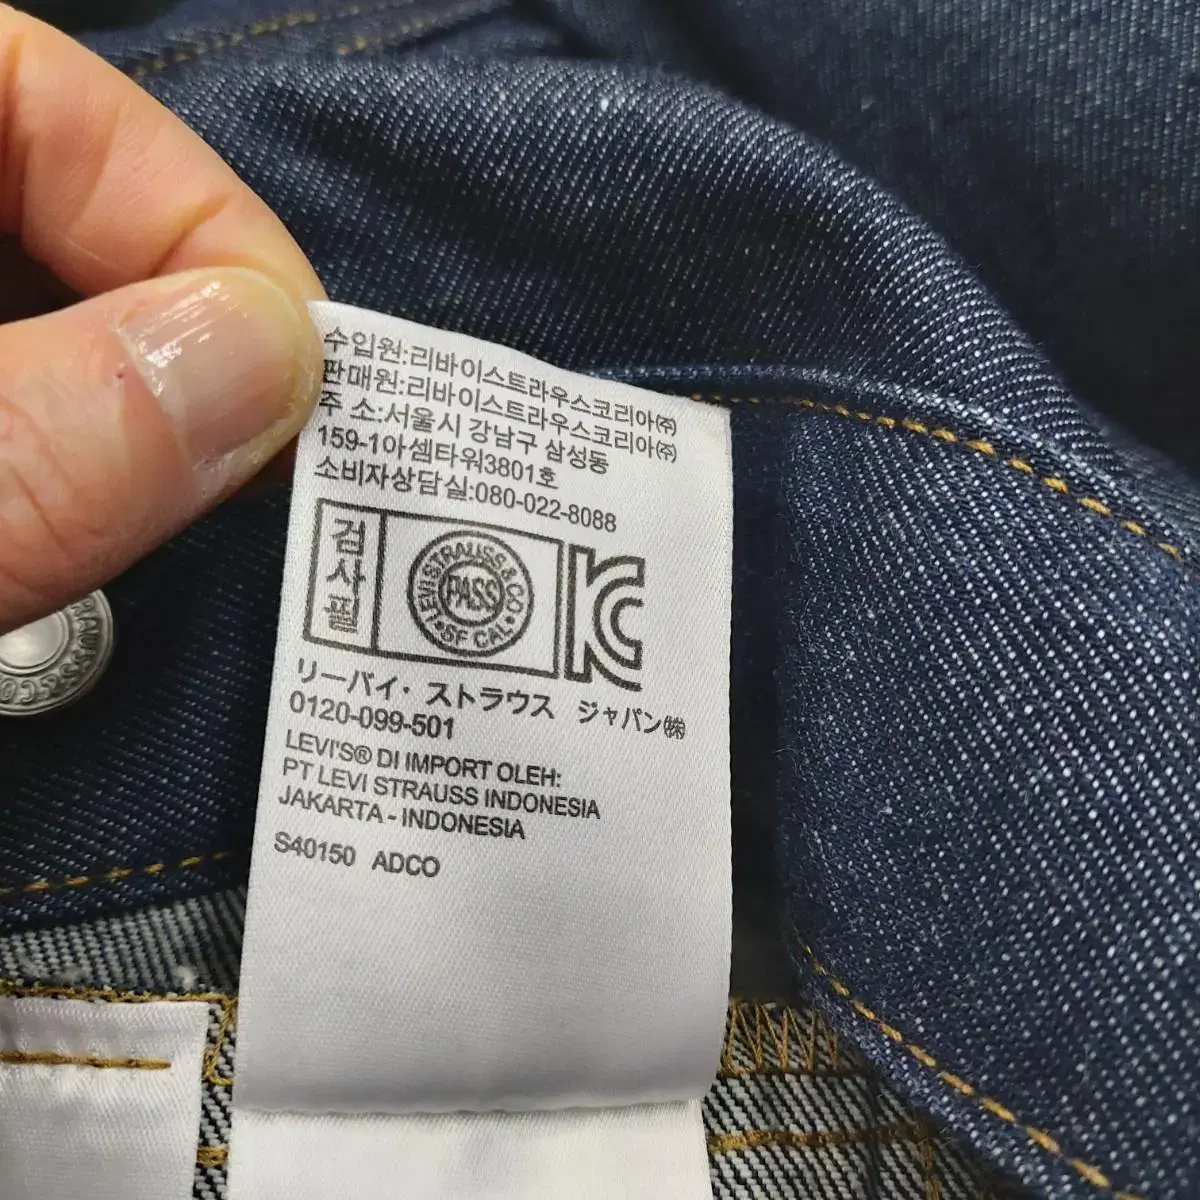 수입원:리바이스트라우스코리아㈜
판매원:리바이스트라우스코리아㈜
주 소:서울시 강남구 삼성동
159-1아셈타워3801호
소비자상담실:080-022-8088
검사필
LEVI STRAUSS & CO
PASS
SF CAL
KC
リーバイ・ストラウス ジャパン㈱
0120-099-501
LEVI'S® DI IMPORT OLEH:
PT LEVI STRAUSS INDONESIA
JAKARTA - INDONESIA
S40150 ADCO